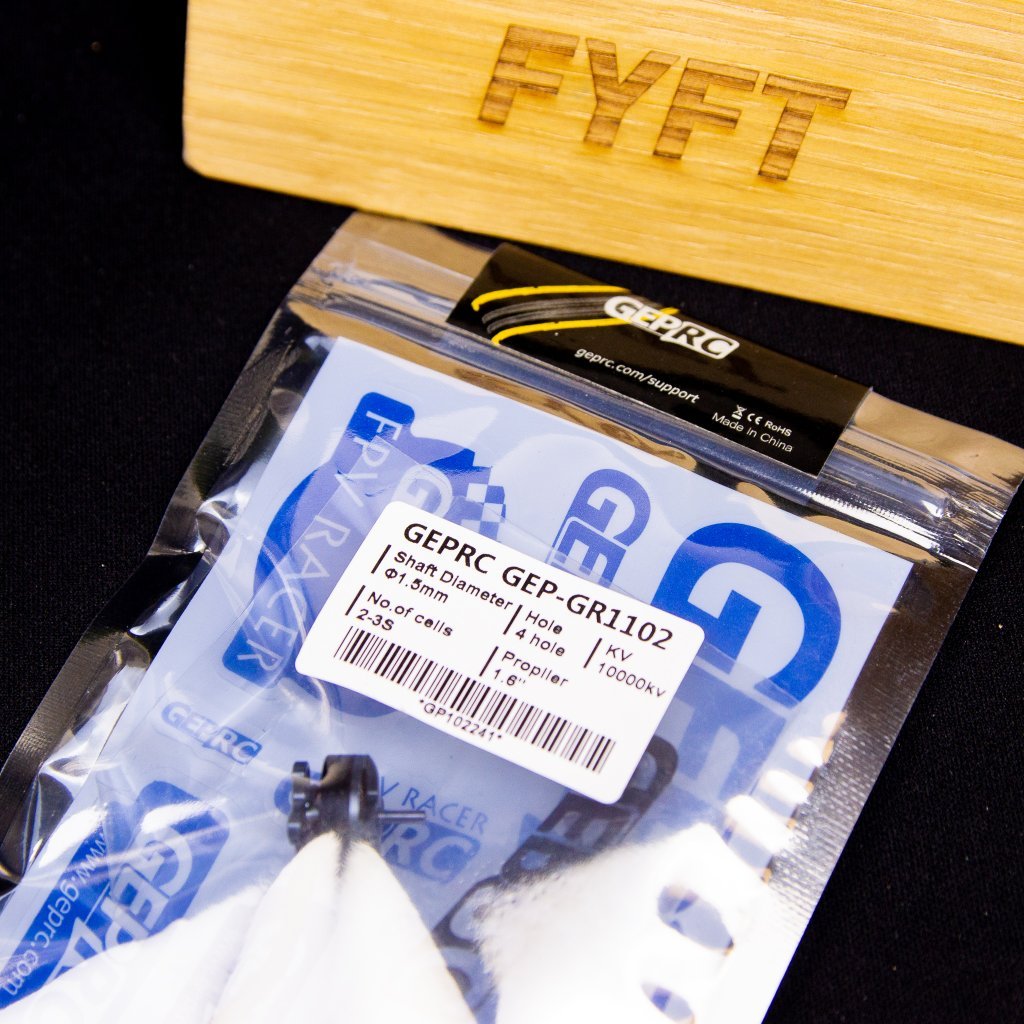 FYFT
GEPRC
geprc.com/support
CE RoHS
Made in China
FPV RACER
GEPRC GEP-GR1102
Shaft Diameter
Φ1.5mm
Hole
4 hole
KV
10000kv
No.of cells
2-3S
Propller
1.6"
*GP102241*
GEPRC
V RACER
PRC
GEPRC
www.geprc.com